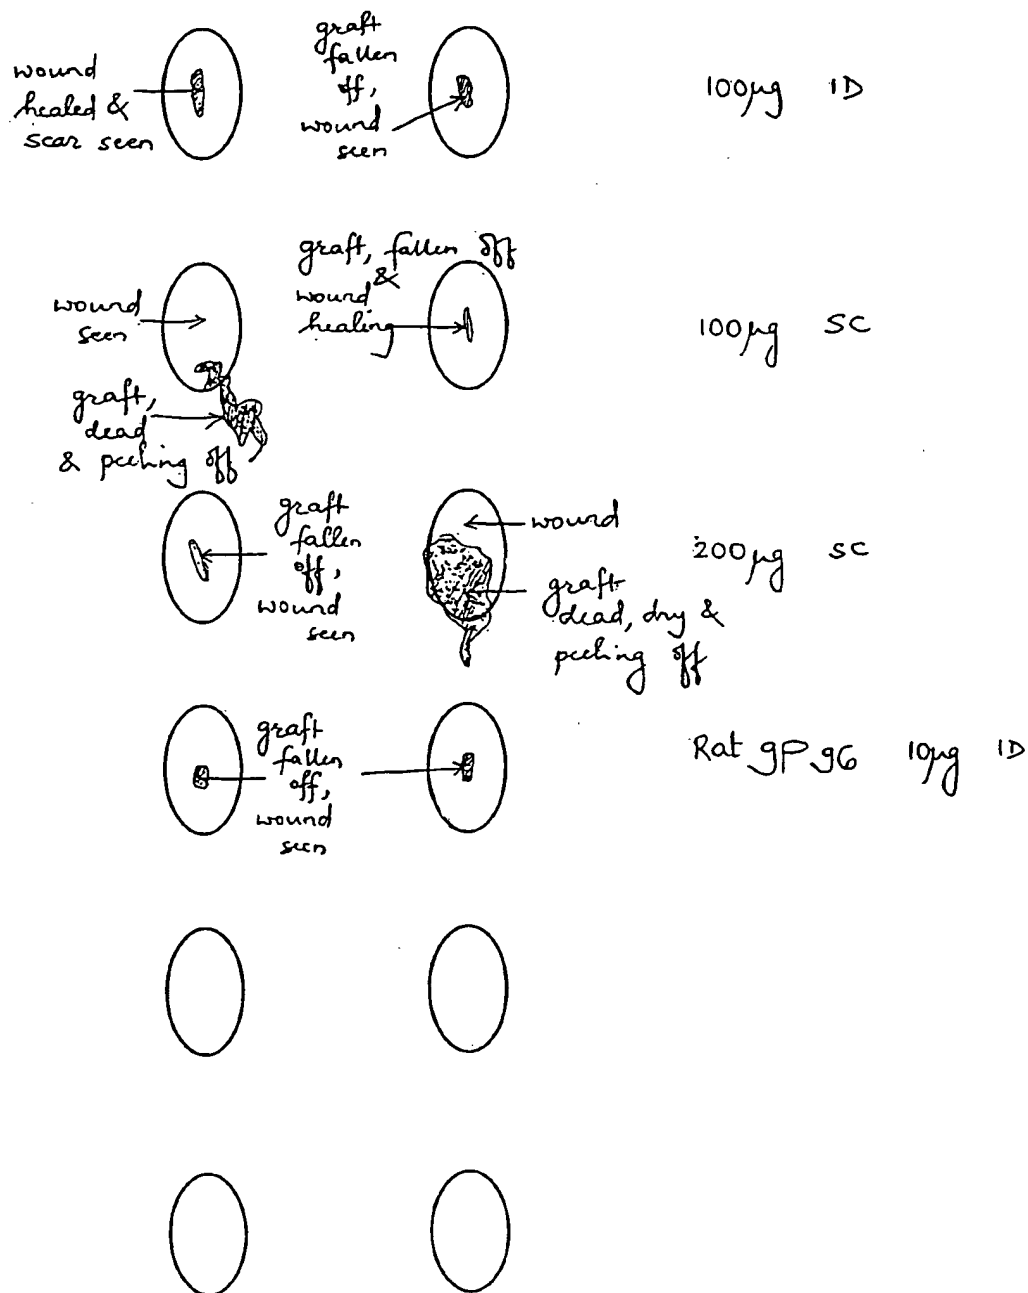 wound
healed &
scar seen
graft
fallen
off,
wound
seen
100µg ID
wound
seen
graft,
dead
& peeling off
graft, fallen off
&
wound
healing
100µg SC
graft
fallen
off,
wound
seen
wound
graft
dead, dry &
peeling off
200µg SC
graft
fallen
off,
wound
seen
Rat gp96 10µg ID